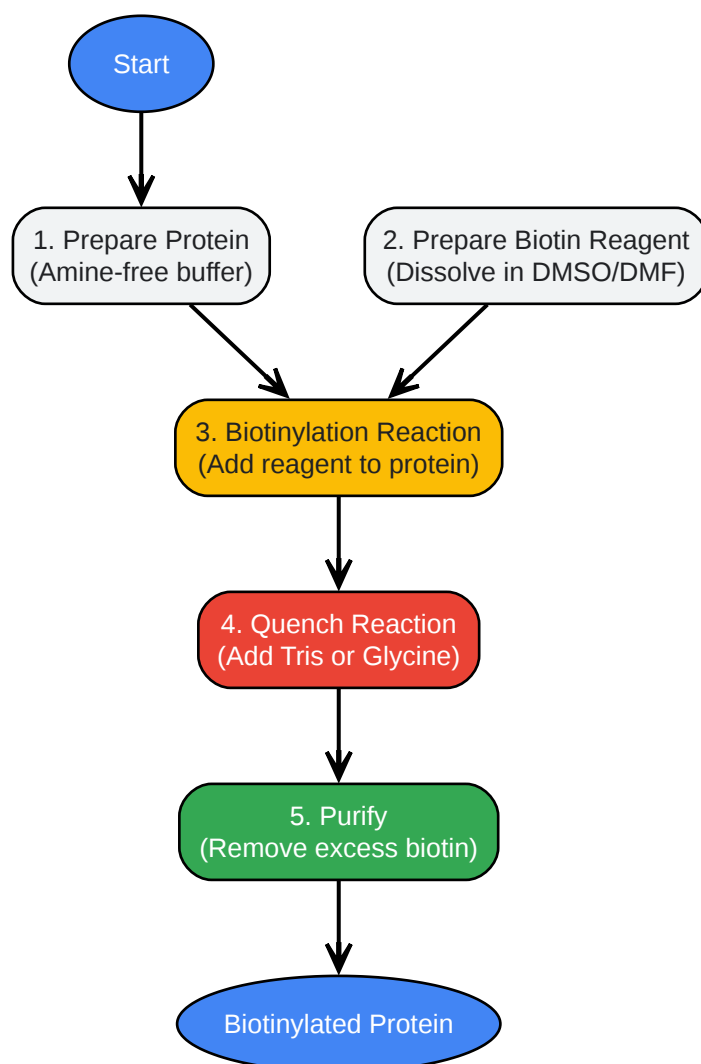 Start
1. Prepare Protein
(Amine-free buffer)
2. Prepare Biotin Reagent
(Dissolve in DMSO/DMF)
3. Biotinylation Reaction
(Add reagent to protein)
4. Quench Reaction
(Add Tris or Glycine)
5. Purify
(Remove excess biotin)
Biotinylated Protein